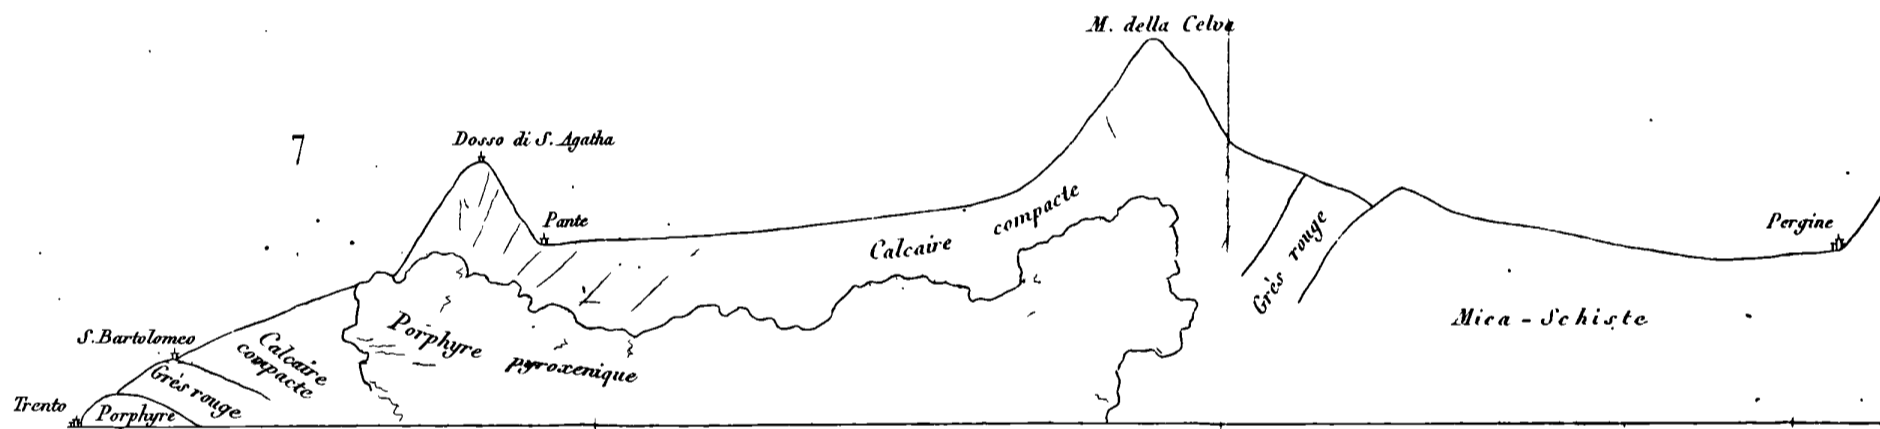 M. della Celva
7
Dosso di S. Agatha
Pante
Calcaire compacte
Grès rouge
Pergine
Mica-Schiste
S. Bartolomeo
Calcaire
compacte
Porphyre pyroxenique
Grès rouge
Trento
Porphyre